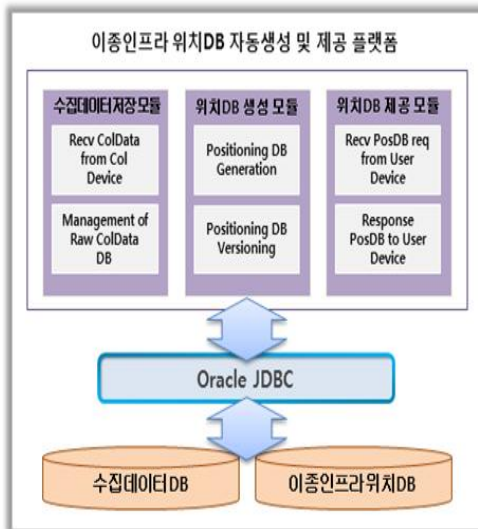 이종인프라 위치DB 자동생성 및 제공 플랫폼
수집데이터저장모듈
Recv ColData
from Col
Device
Management of
Raw ColData
DB
위치DB 생성 모듈
Positioning DB
Generation
Positioning DB
Versioning
위치DB 제공 모듈
Recv PosDB req
from User
Device
Response
PosDB to User
Device
Oracle JDBC
수집데이터DB
이종인프라위치DB